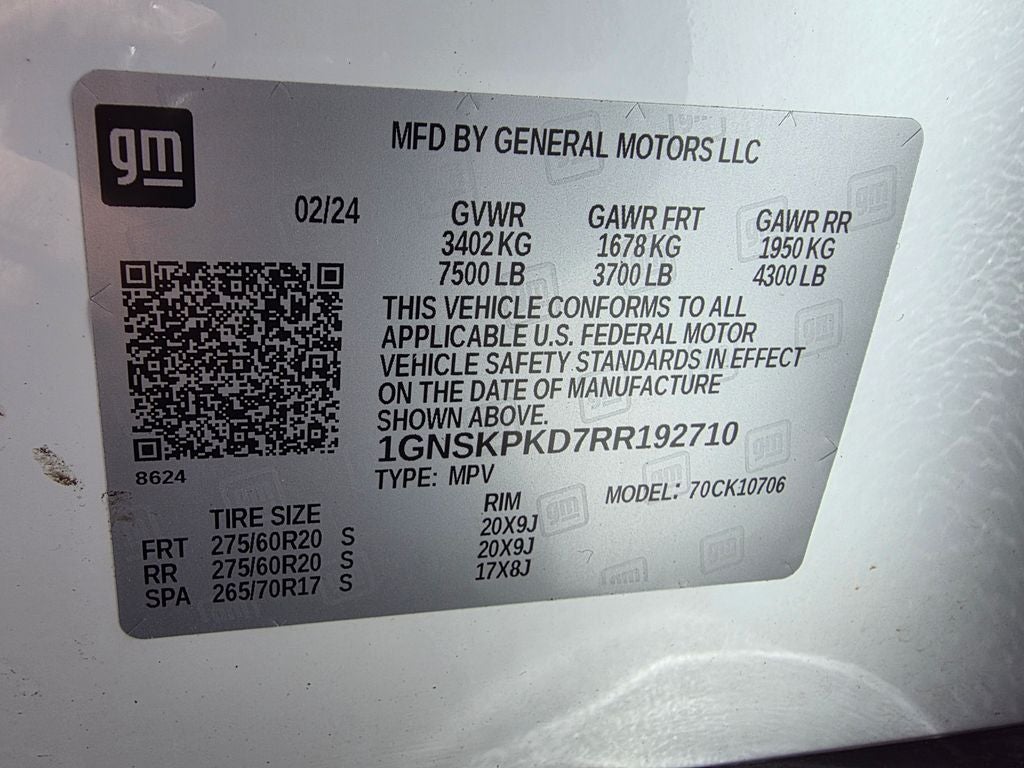 gm
MFD BY GENERAL MOTORS LLC
02/24 GVWR GAWR FRT GAWR RR
3402 KG 1678 KG 1950 KG
7500 LB 3700 LB 4300 LB
THIS VEHICLE CONFORMS TO ALL
APPLICABLE U.S. FEDERAL MOTOR
VEHICLE SAFETY STANDARDS IN EFFECT
ON THE DATE OF MANUFACTURE
SHOWN ABOVE.
1GNSKPKD7RR192710
8624
TYPE: MPV
MODEL: 70CK10706
TIRE SIZE RIM
FRT 275/60R20 S 20X9J
RR 275/60R20 S 20X9J
SPA 265/70R17 S 17X8J